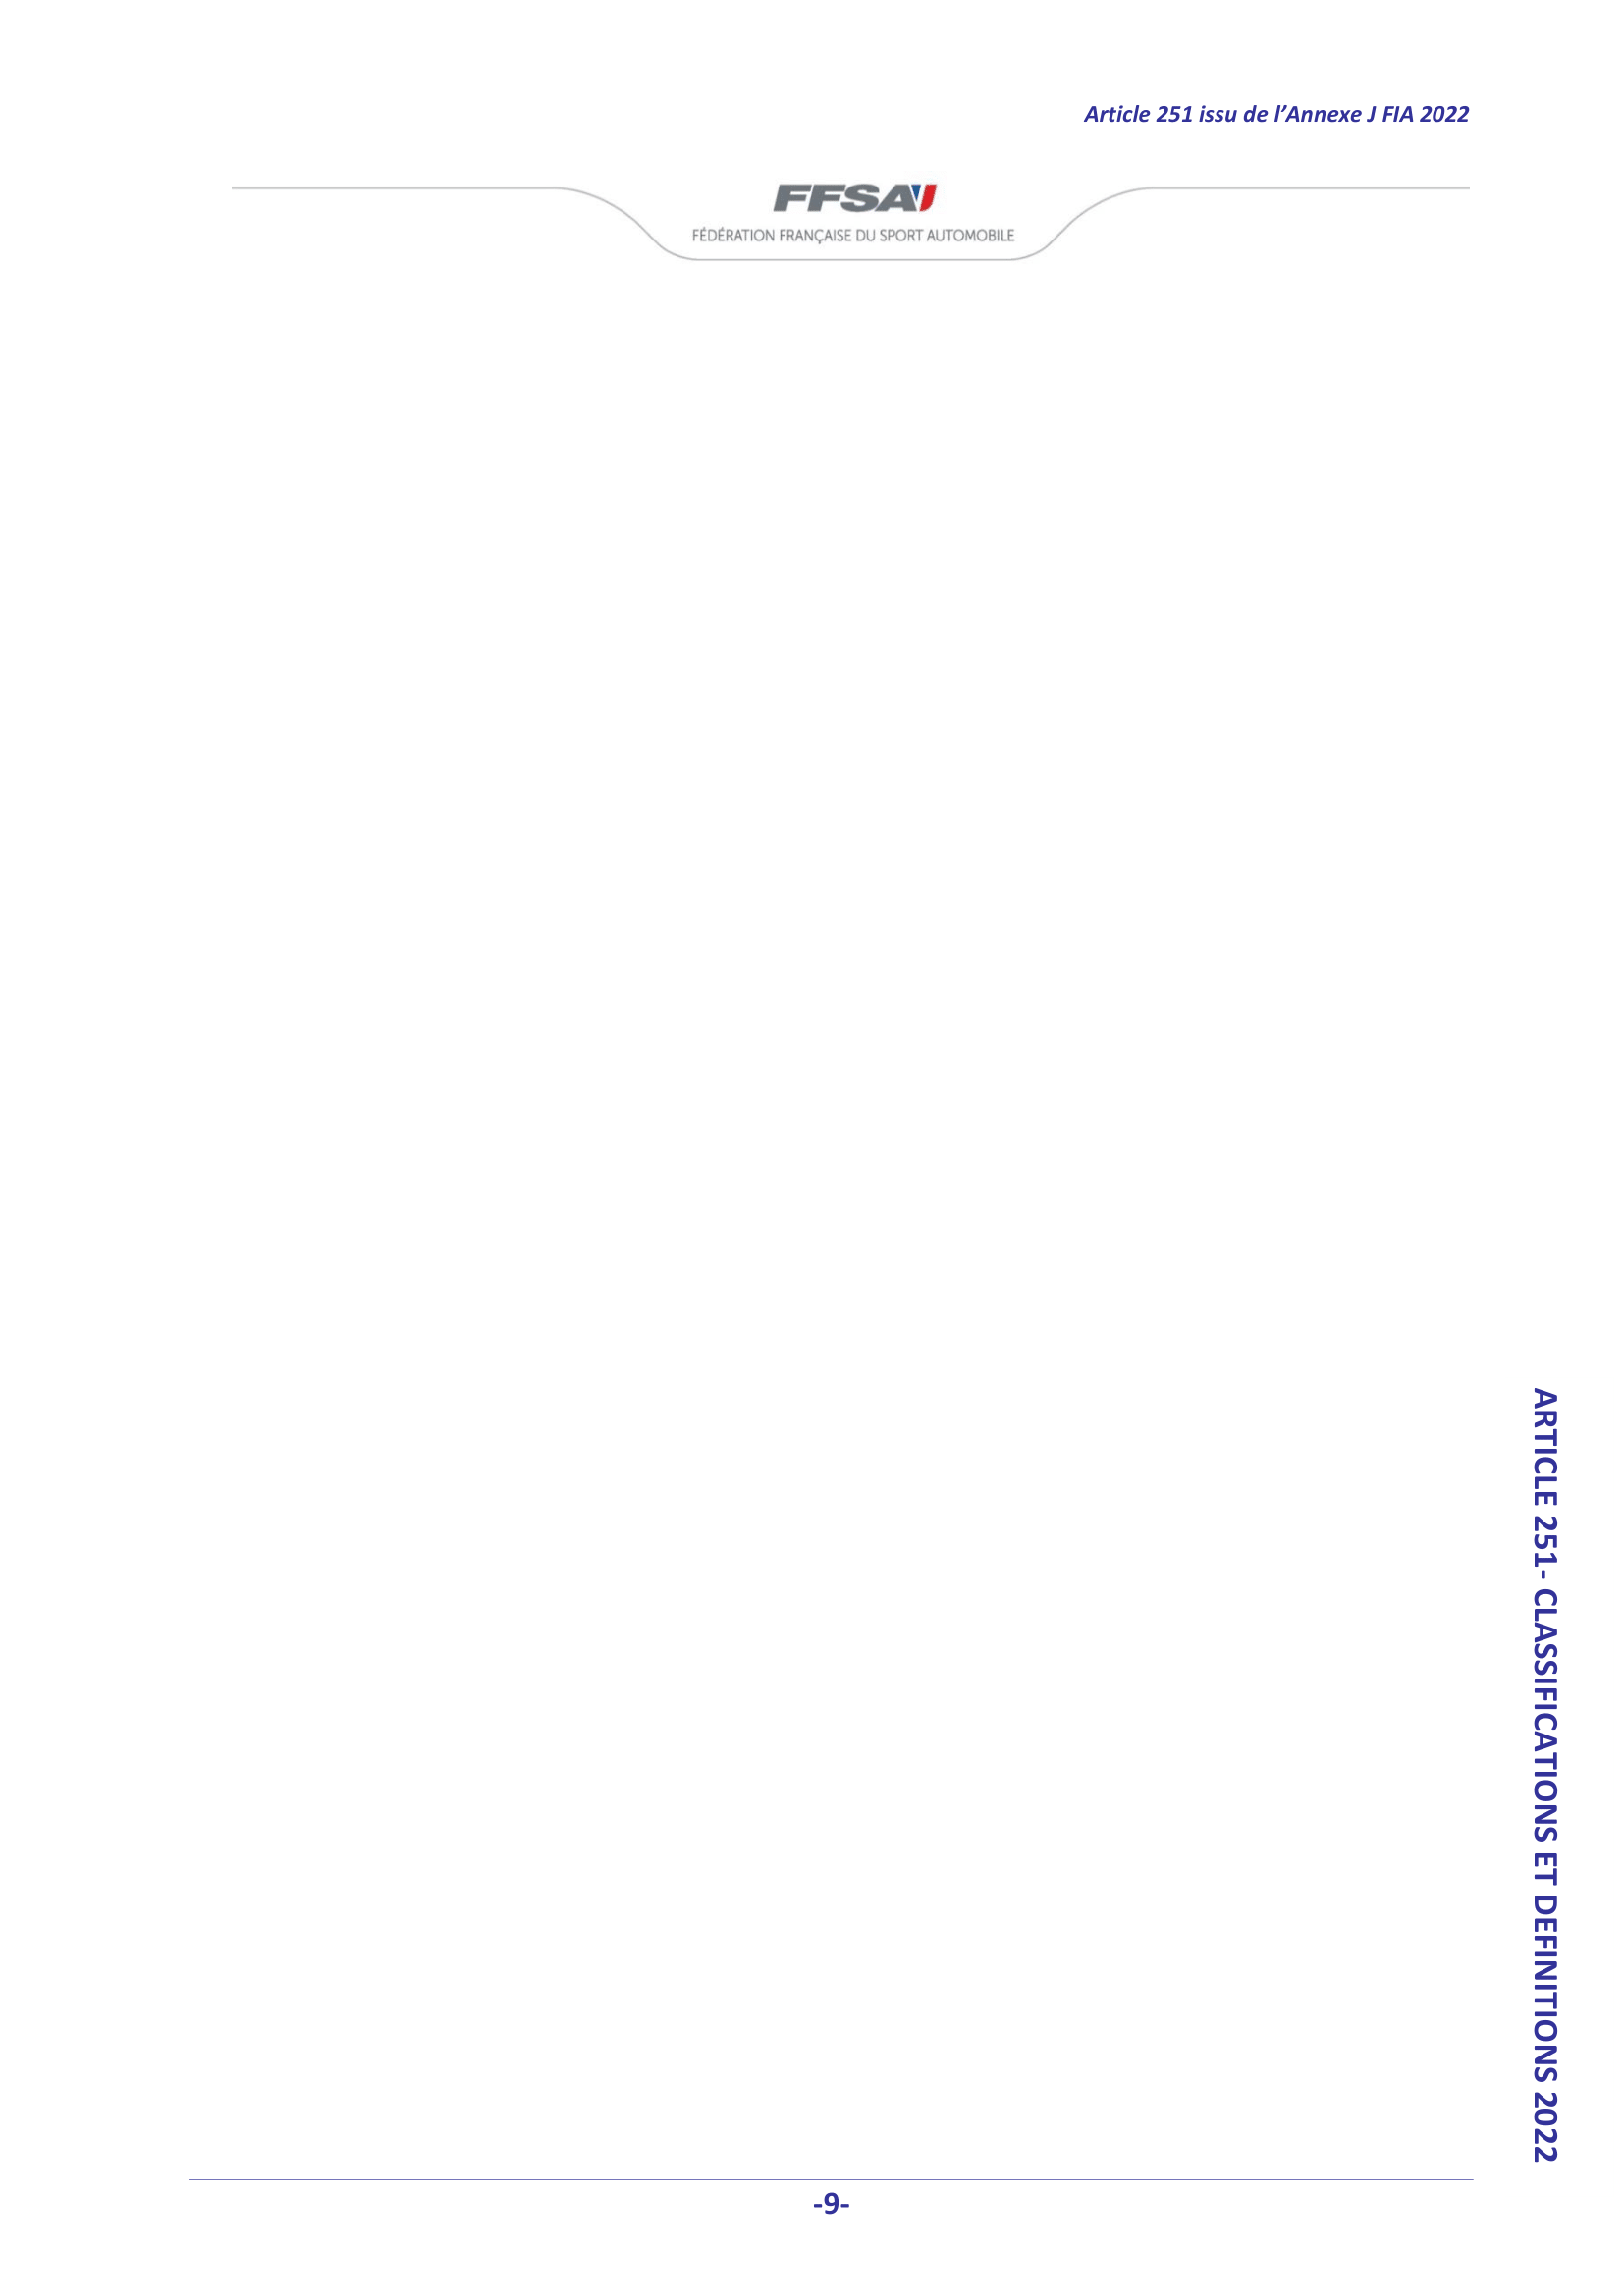 Article 251 issu de l’Annexe J FIA 2022
FFSA
FÉDÉRATION FRANÇAISE DU SPORT AUTOMOBILE
ARTICLE 251- CLASSIFICATIONS ET DEFINITIONS 2022
-9-